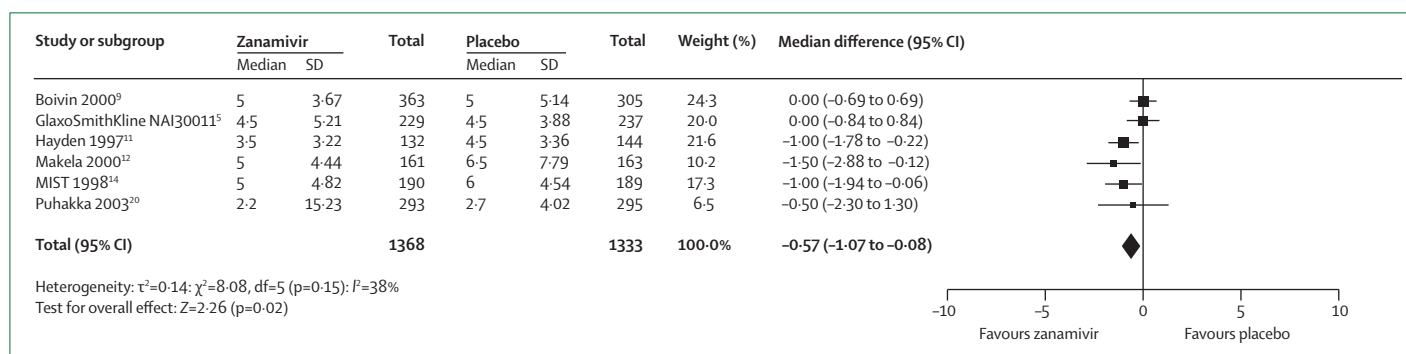 Study or subgroup Zanamivir Total Placebo Total Weight (%) Median difference (95% CI)
Median SD Median SD
Boivin 2000⁹ 5 3·67 363 5 5·14 305 24·3 0·00 (–0·69 to 0·69)
GlaxoSmithKline NAI30011⁵ 4·5 5·21 229 4·5 3·88 237 20·0 0·00 (–0·84 to 0·84)
Hayden 1997¹¹ 3·5 3·22 132 4·5 3·36 144 21·6 –1·00 (–1·78 to –0·22)
Makela 2000¹² 5 4·44 161 6·5 7·79 163 10·2 –1·50 (–2·88 to –0·12)
MIST 1998¹⁴ 5 4·82 190 6 4·54 189 17·3 –1·00 (–1·94 to –0·06)
Puhakka 2003²⁰ 2·2 15·23 293 2·7 4·02 295 6·5 –0·50 (–2·30 to 1·30)
Total (95% CI) 1368 1333 100·0% –0·57 (–1·07 to –0·08)
Heterogeneity: τ²=0·14: χ²=8·08, df=5 (p=0·15): I²=38%
Test for overall effect: Z=2·26 (p=0·02)
–10 –5 0 5 10
Favours zanamivir Favours placebo